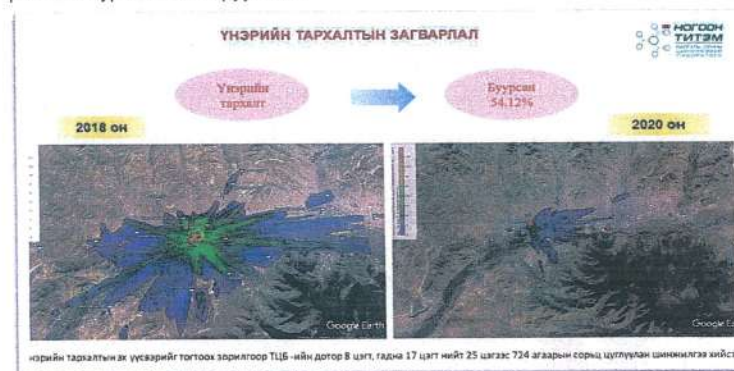 ҮНЭРИЙН ТАРХАЛТЫН ЗАГВАРЛАЛ
НОГООН
ТИТЭМ
Үнэрийн
тархалт
Буурсан
54.12%
2018 он
2020 он
Google Earth
Google Eart
нэрийн тархалтын эх үүсвэрийг тогтоох зорилгоор ТЦБ -ийн дотор 8 цэгт, гадна 17 цэгт нийт 25 цэгээс 724 агаарын сорьц цуглуулан шинжилгээ хийст